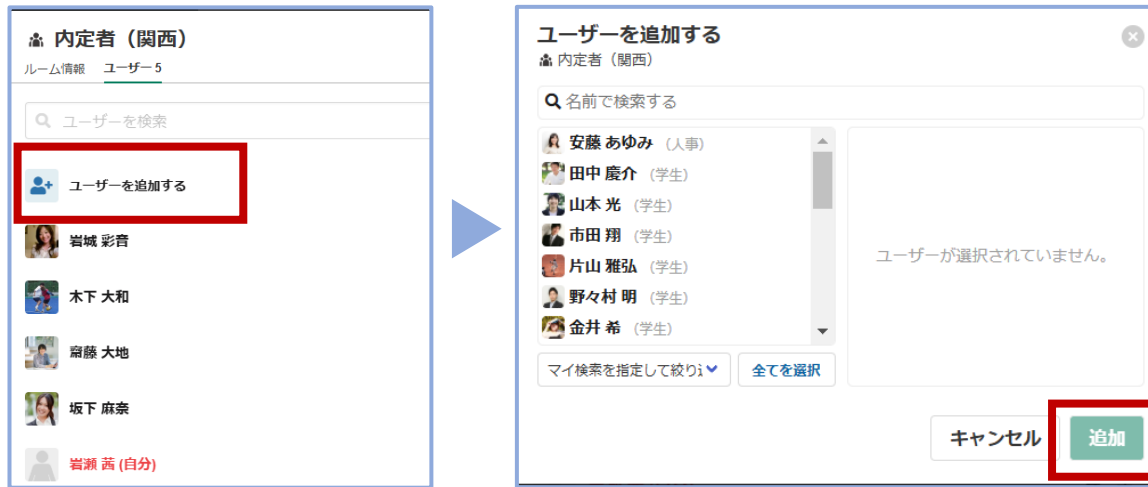 内定者（関西）
ルーム情報 ユーザー 5
ユーザーを検索
ユーザーを追加する
岩城 彩音
木下 大和
齋藤 大地
坂下 麻奈
岩瀬 茜 (自分)
ユーザーを追加する
内定者（関西）
名前で検索する
安藤 あゆみ （人事）
田中 慶介 （学生）
山本 光 （学生）
市田 翔 （学生）
片山 雅弘 （学生）
野々村 明 （学生）
金井 希 （学生）
ユーザーが選択されていません。
マイ検索を指定して絞り 全てを選択
キャンセル 追加